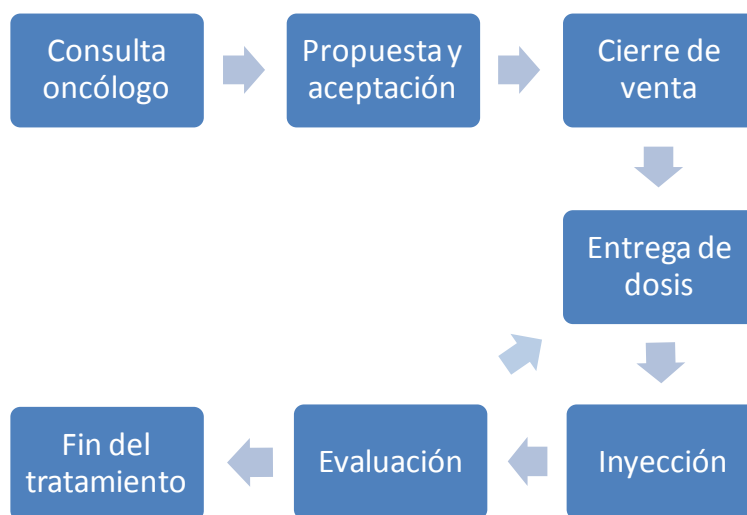 Consulta
oncólogo
Propuesta y
aceptación
Cierre de
venta
Entrega de
dosis
Inyección
Evaluación
Fin del
tratamiento